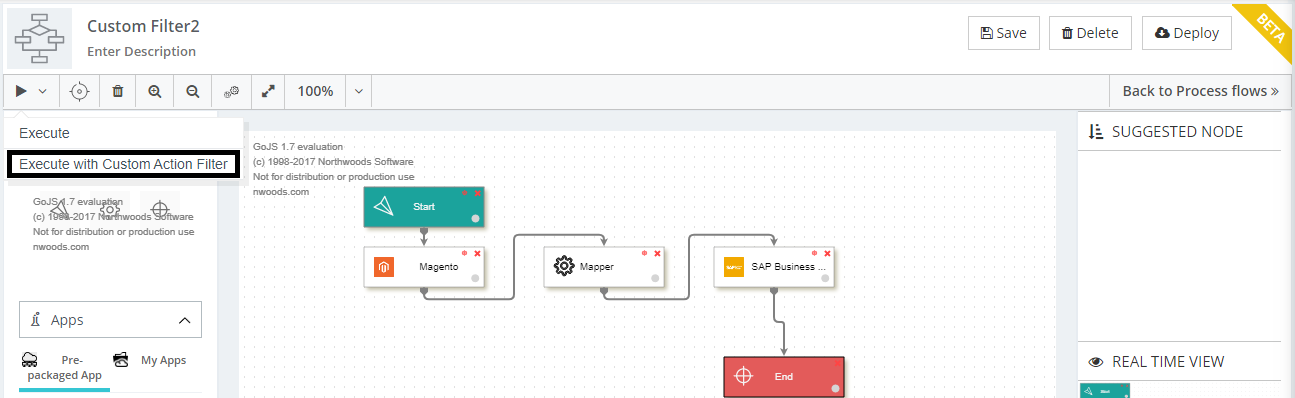 Custom Filter2
Enter Description
Save
Delete
Deploy
BETA
100%
Back to Process flows »
Execute
Execute with Custom Action Filter
GoJS 1.7 evaluation
(c) 1998-2017 Northwoods Software
Not for distribution or production use
nwoods.com
Apps
Pre-
packaged App
My Apps
GoJS 1.7 evaluation
(c) 1998-2017 Northwoods Software
Not for distribution or production use
nwoods.com
Start
Magento
Mapper
SAP Business ...
End
SUGGESTED NODE
REAL TIME VIEW
Start